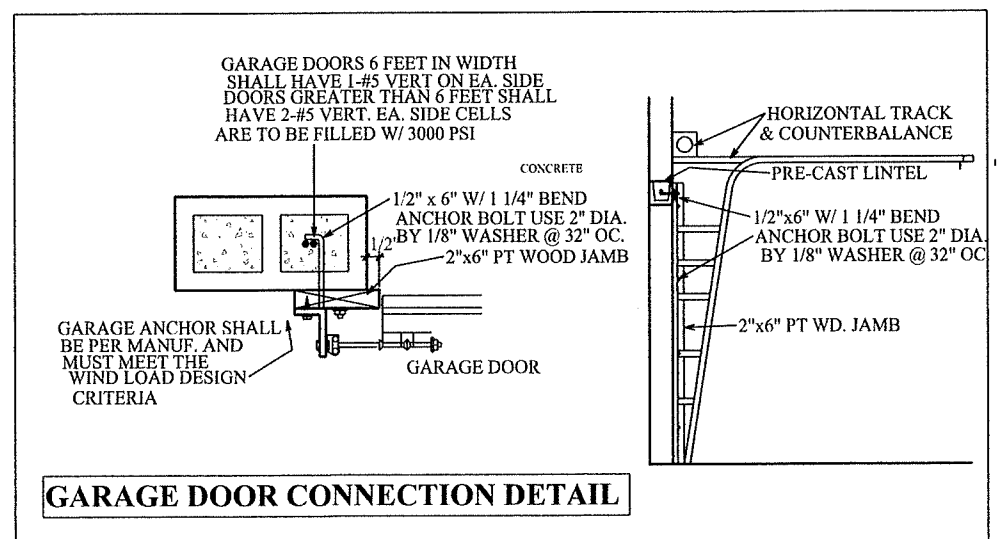 GARAGE DOORS 6 FEET IN WIDTH
SHALL HAVE 1-#5 VERT ON EA. SIDE
DOORS GREATER THAN 6 FEET SHALL
HAVE 2-#5 VERT. EA. SIDE CELLS
ARE TO BE FILLED W/ 3000 PSI
CONCRETE
1/2" x 6" W/ 1 1/4" BEND
ANCHOR BOLT USE 2" DIA.
BY 1/8" WASHER @ 32" OC.
1/2"
2"x6" PT WOOD JAMB
GARAGE ANCHOR SHALL
BE PER MANUF. AND
MUST MEET THE
WIND LOAD DESIGN
CRITERIA
GARAGE DOOR
HORIZONTAL TRACK
& COUNTERBALANCE
PRE-CAST LINTEL
1/2"x6" W/ 1 1/4" BEND
ANCHOR BOLT USE 2" DIA.
BY 1/8" WASHER @ 32" OC
2"x6" PT WD. JAMB
GARAGE DOOR CONNECTION DETAIL